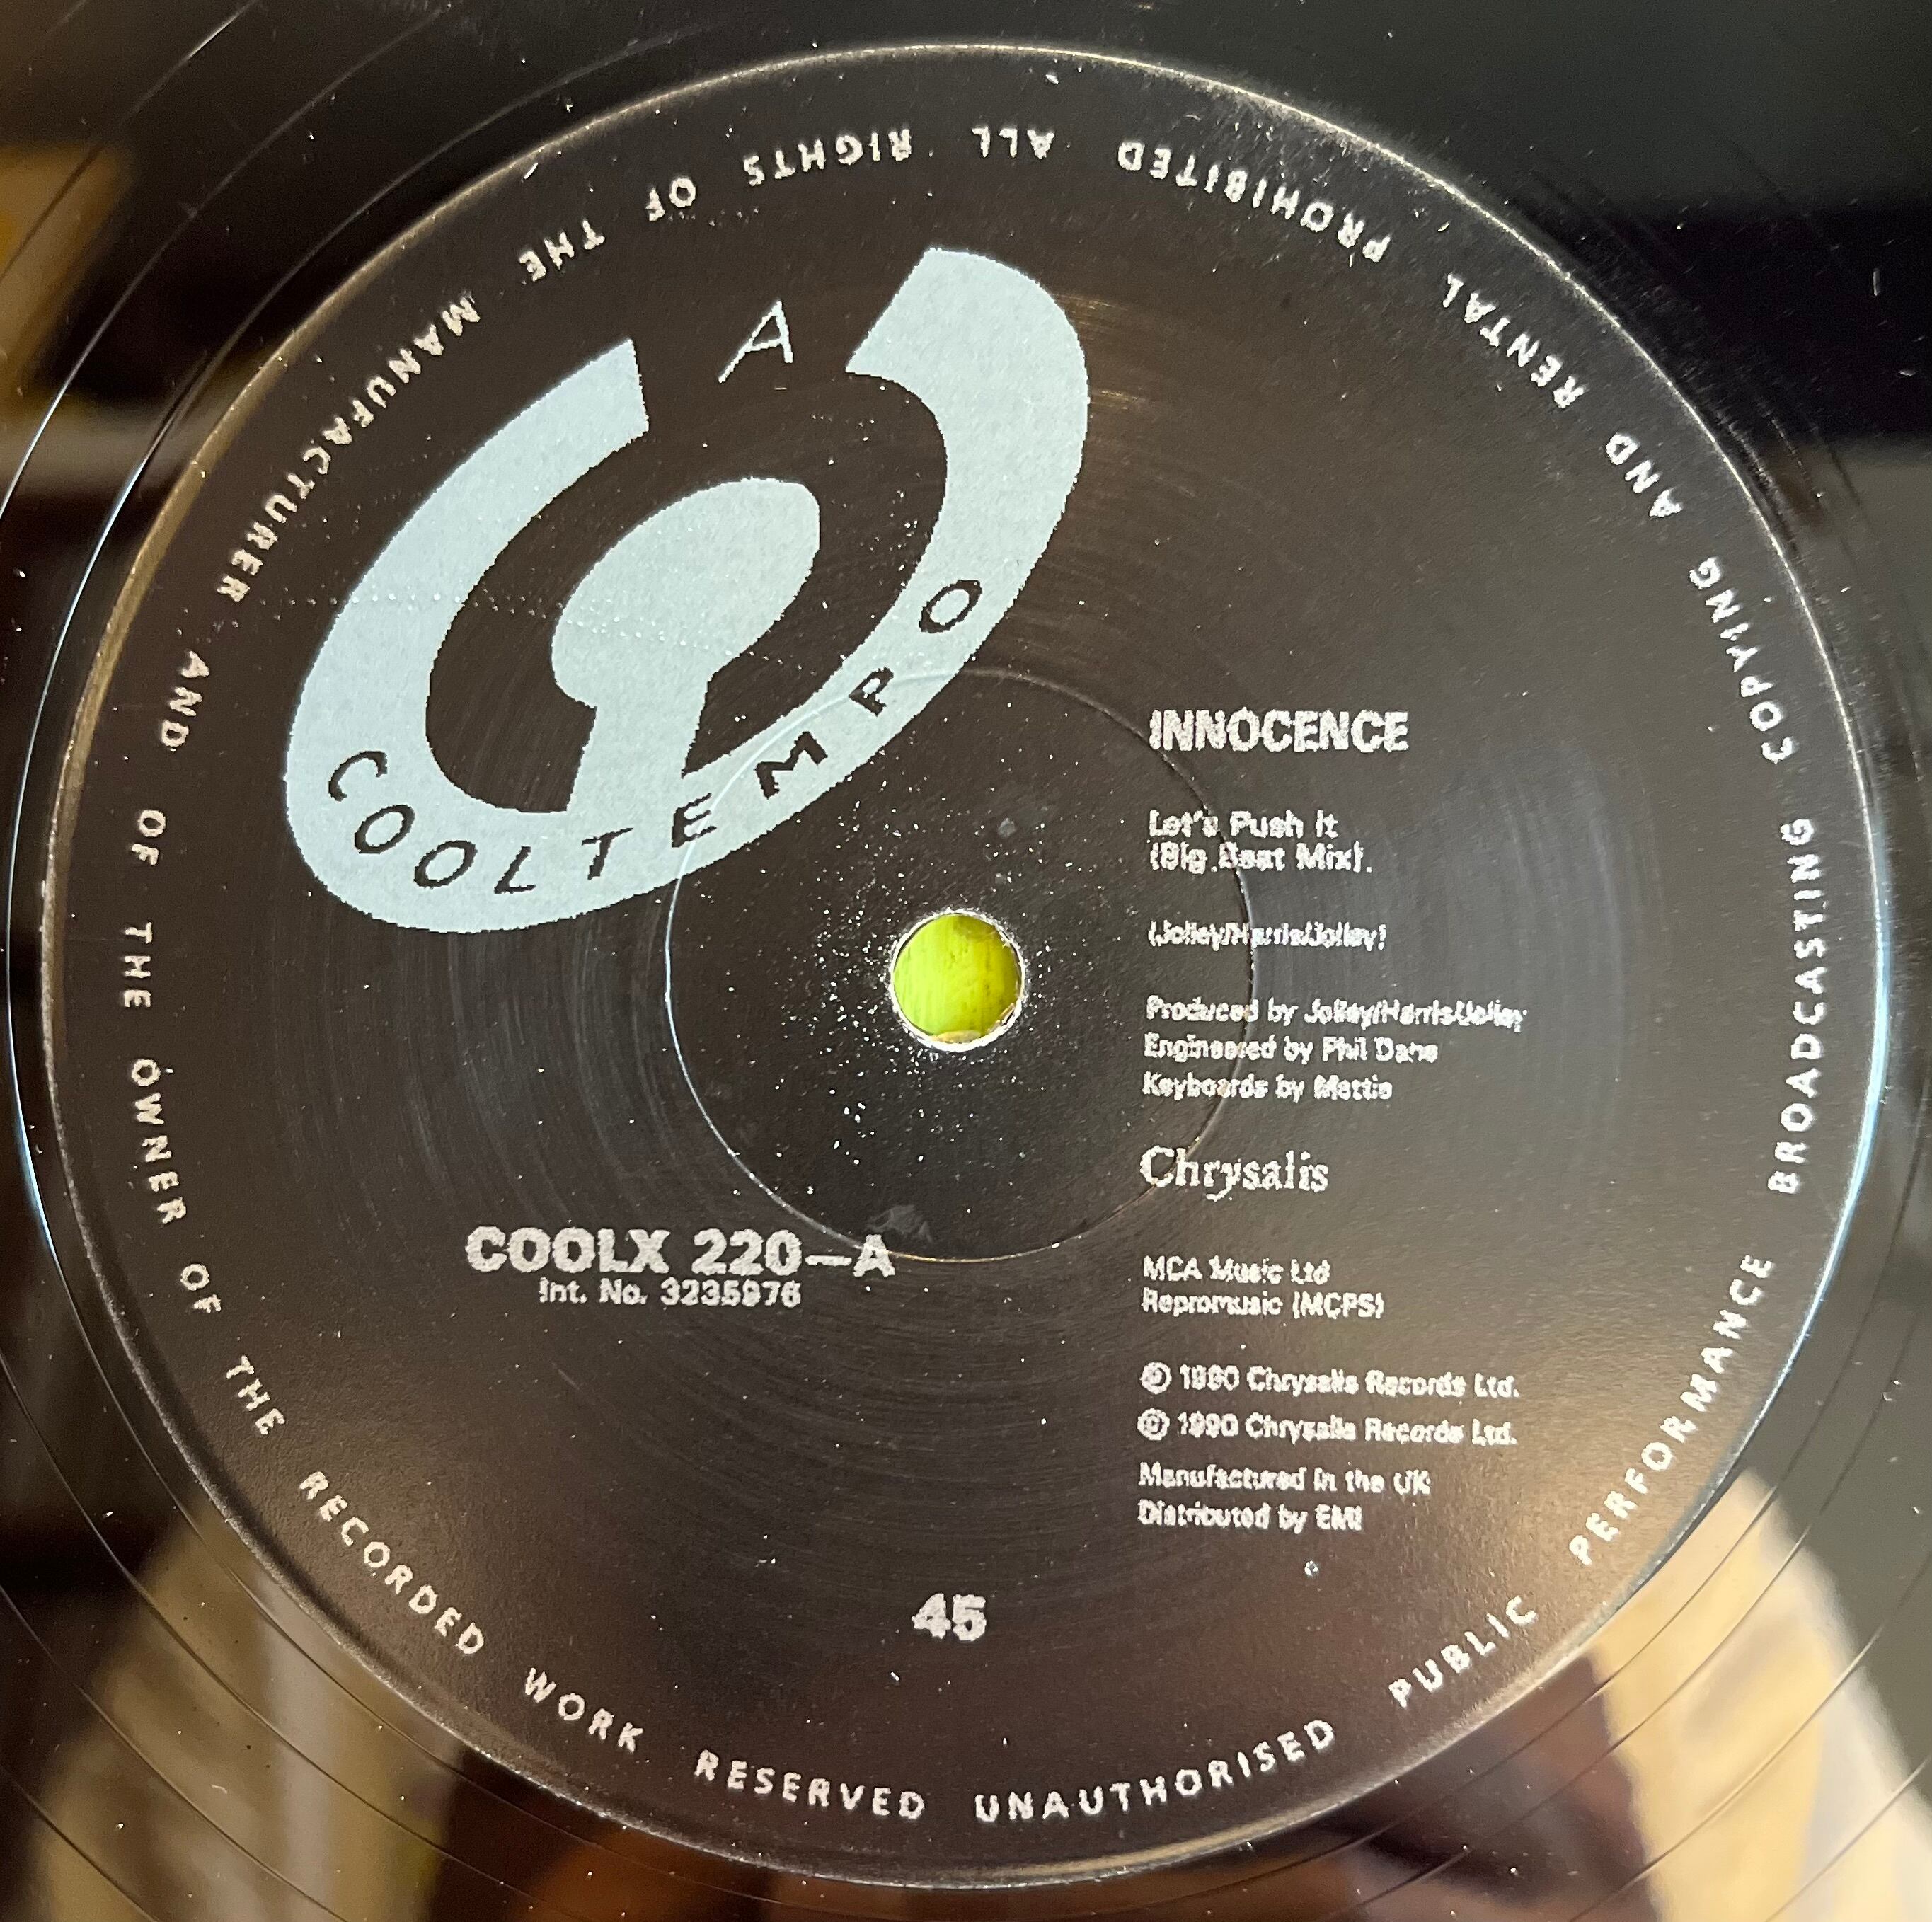 A
COOLTEMPO
INNOCENCE
Let's Push It
(Big Beat Mix).
(Jolley/Harris/Jolley)
Produced by Jolley/Harris/Jolley
Engineered by Phil Dane
Keyboards by Mattie
Chrysalis
COOLX 220-A
Int. No. 3235976
MCA Music Ltd
Repromusic (MCPS)
℗ 1990 Chrysalis Records Ltd.
© 1990 Chrysalis Records Ltd.
Manufactured in the UK
Distributed by EMI
45
ALL RIGHTS OF THE MANUFACTURER AND OF THE OWNER OF THE RECORDED WORK RESERVED UNAUTHORISED PUBLIC PERFORMANCE BROADCASTING COPYING AND RENTAL PROHIBITED